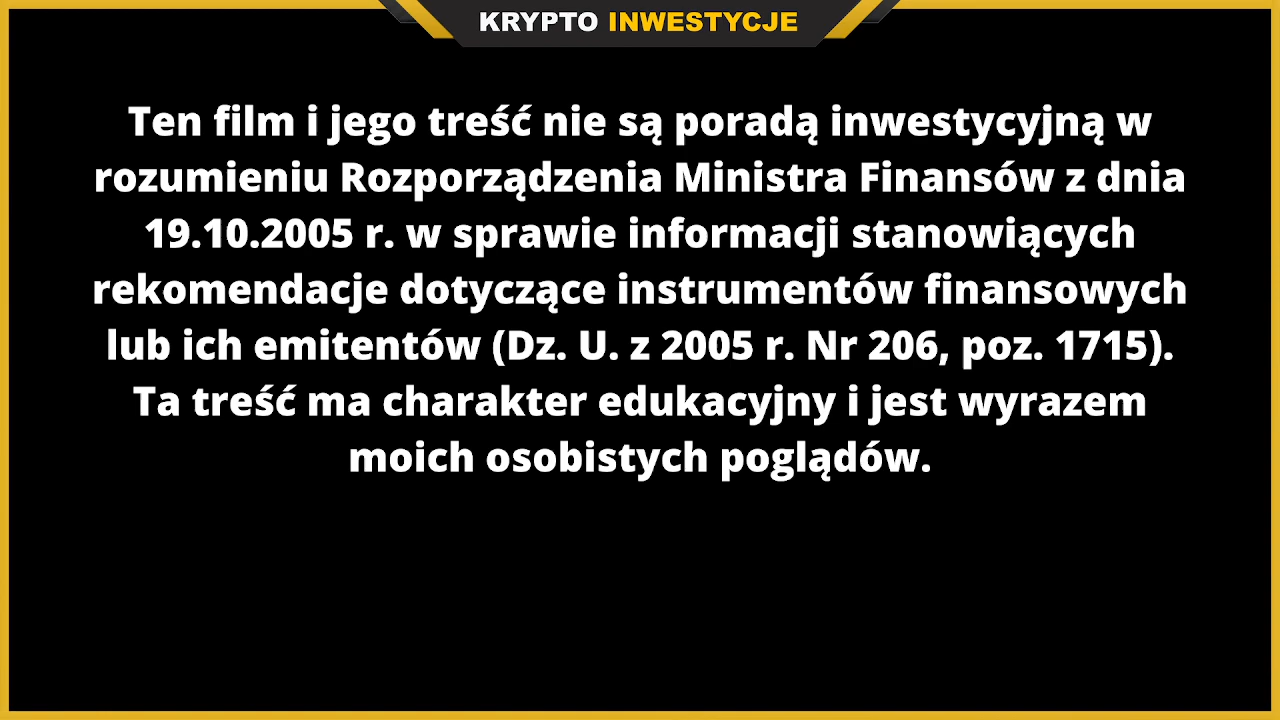 KRYPTO INWESTYCJE
Ten film i jego treść nie są poradą inwestycyjną w
rozumieniu Rozporządzenia Ministra Finansów z dnia
19.10.2005 r. w sprawie informacji stanowiących
rekomendacje dotyczące instrumentów finansowych
lub ich emitentów (Dz. U. z 2005 r. Nr 206, poz. 1715).
Ta treść ma charakter edukacyjny i jest wyrazem
moich osobistych poglądów.